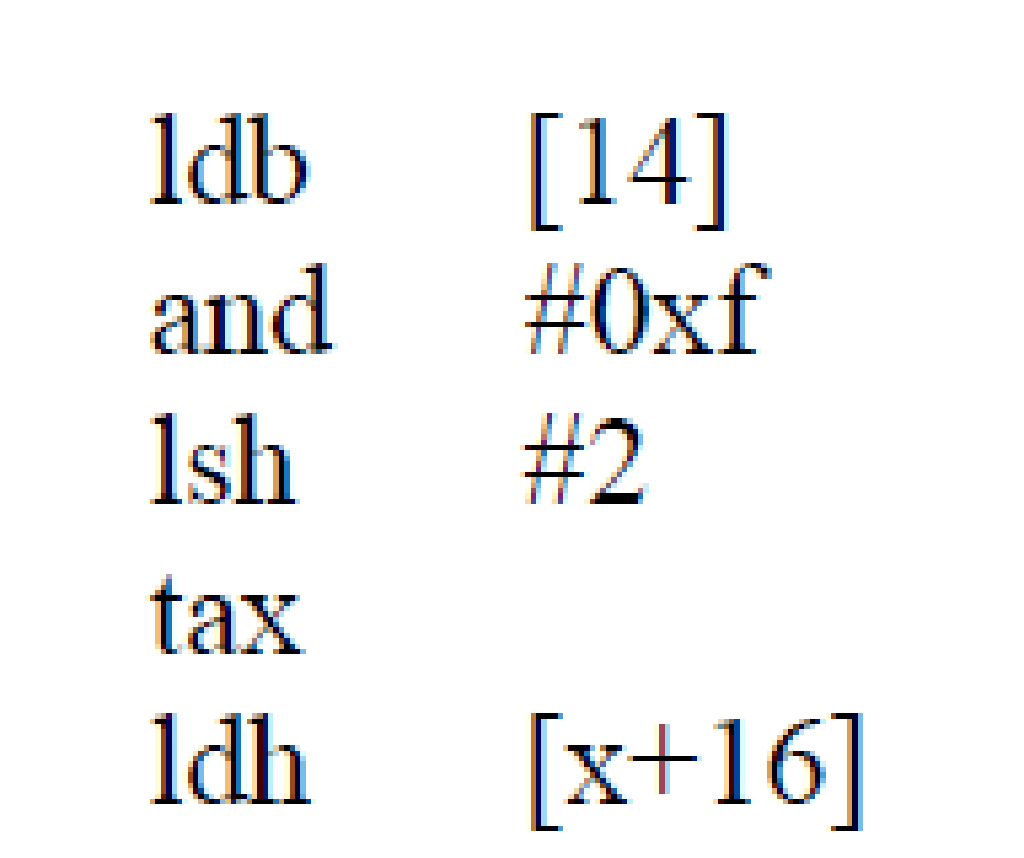 ldb [14]
and #0xf
lsh #2
tax
ldh [x+16]